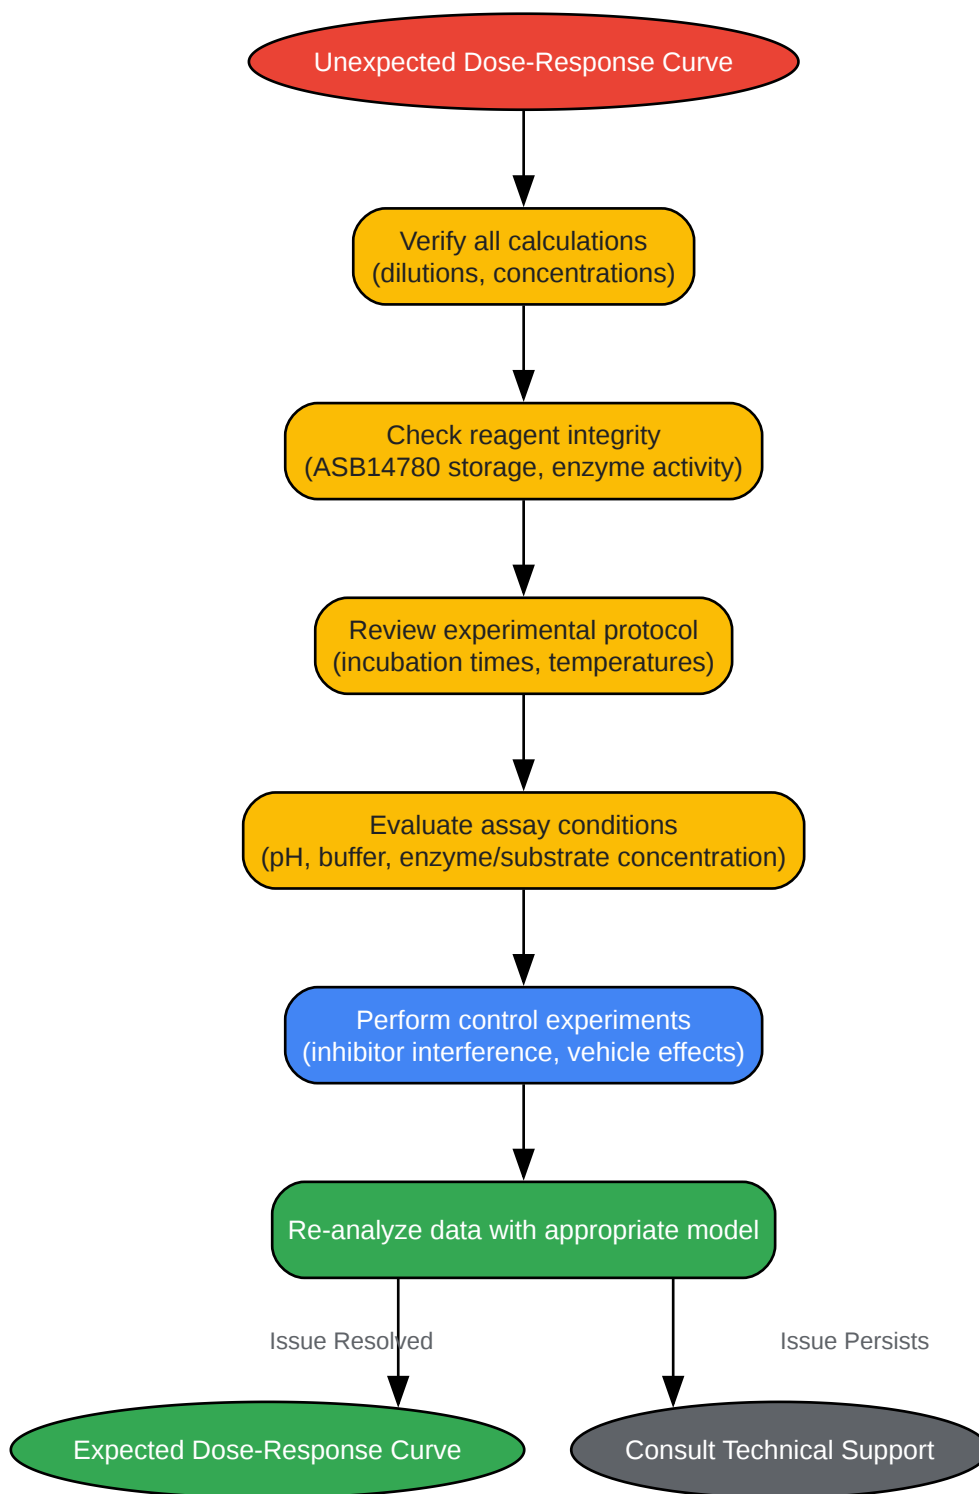 Unexpected Dose-Response Curve
Verify all calculations
(dilutions, concentrations)
Check reagent integrity
(ASB14780 storage, enzyme activity)
Review experimental protocol
(incubation times, temperatures)
Evaluate assay conditions
(pH, buffer, enzyme/substrate concentration)
Perform control experiments
(inhibitor interference, vehicle effects)
Re-analyze data with appropriate model
Issue Resolved
Issue Persists
Expected Dose-Response Curve
Consult Technical Support